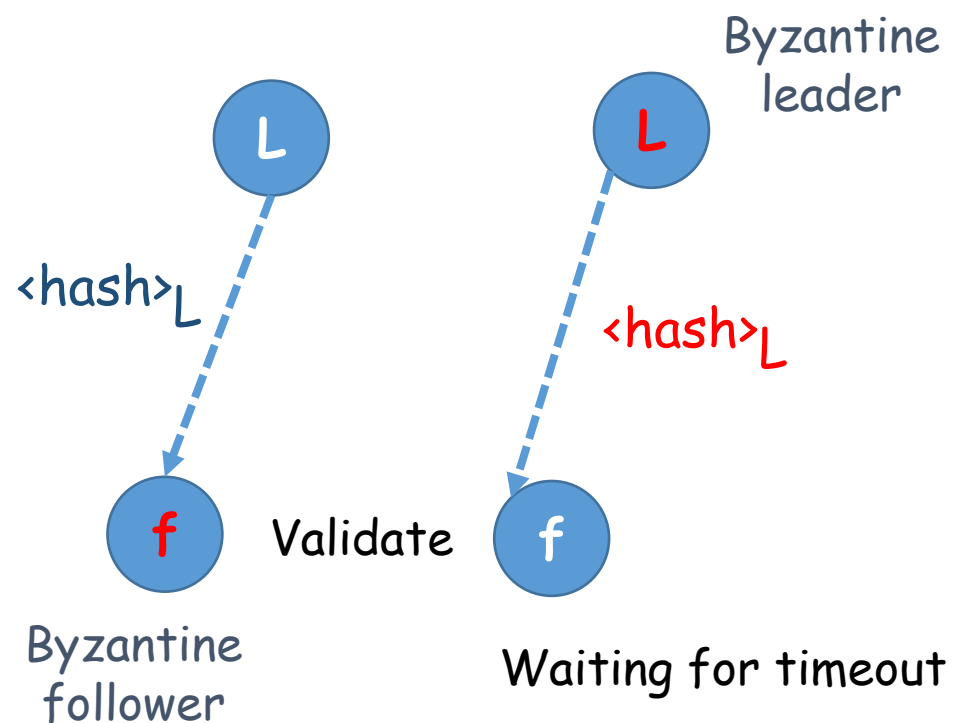 Byzantine
leader
L
L
<hash>L
<hash>L
f
Validate
f
Byzantine
follower
Waiting for timeout